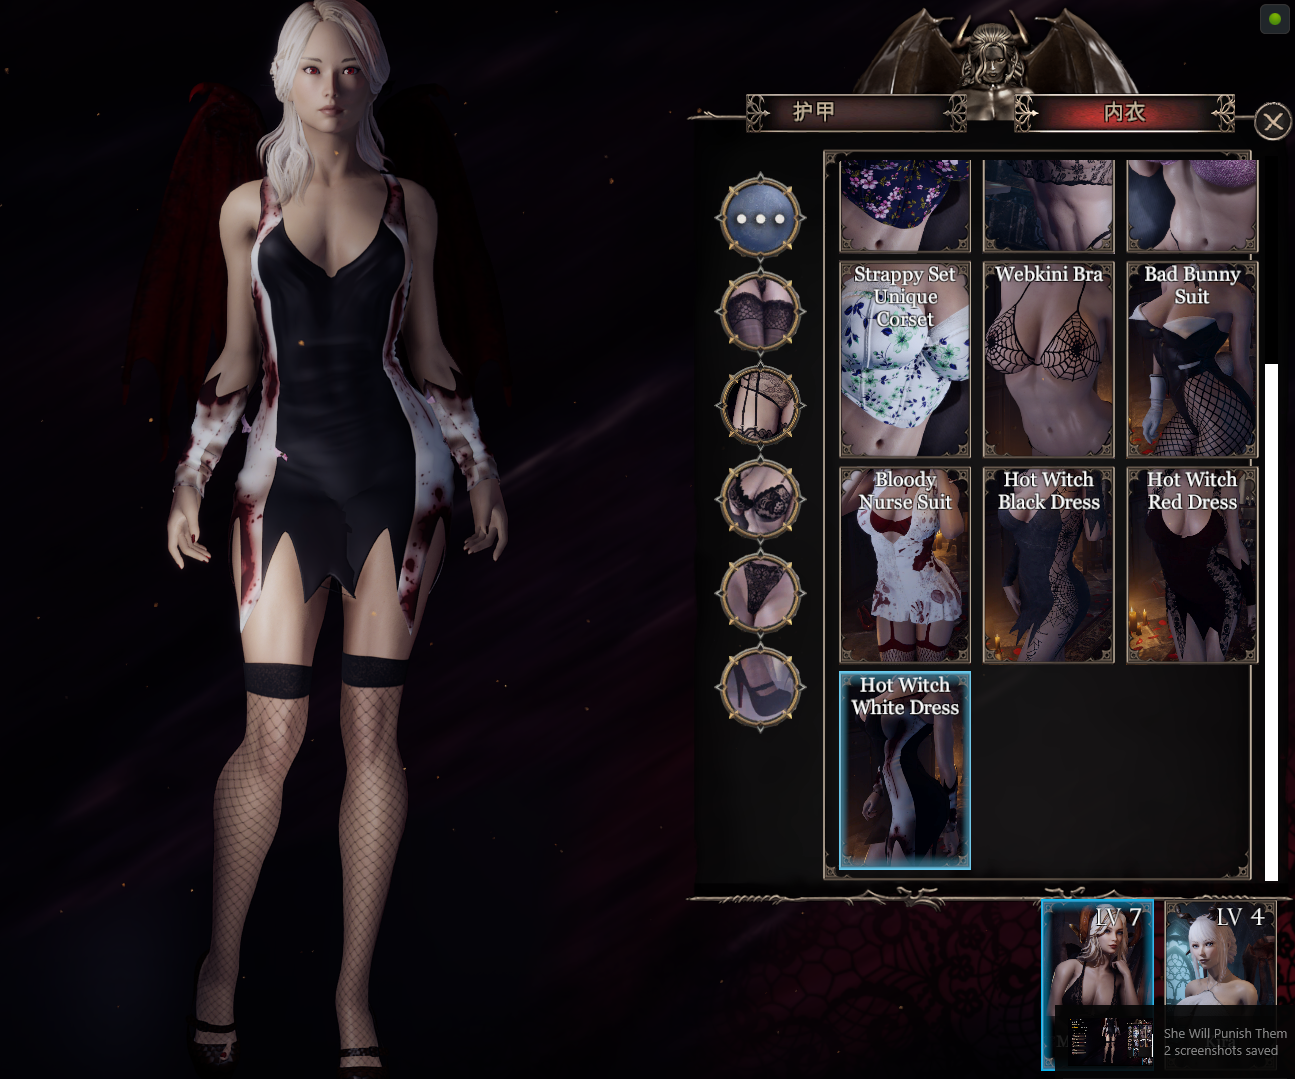 护甲
内衣
Strappy Set
Unique
Corset
Webkini Bra
Bad Bunny
Suit
Bloody
Nurse Suit
Hot Witch
Black Dress
Hot Witch
Red Dress
Hot Witch
White Dress
LV 7
LV 4
She Will Punish Them
2 screenshots saved